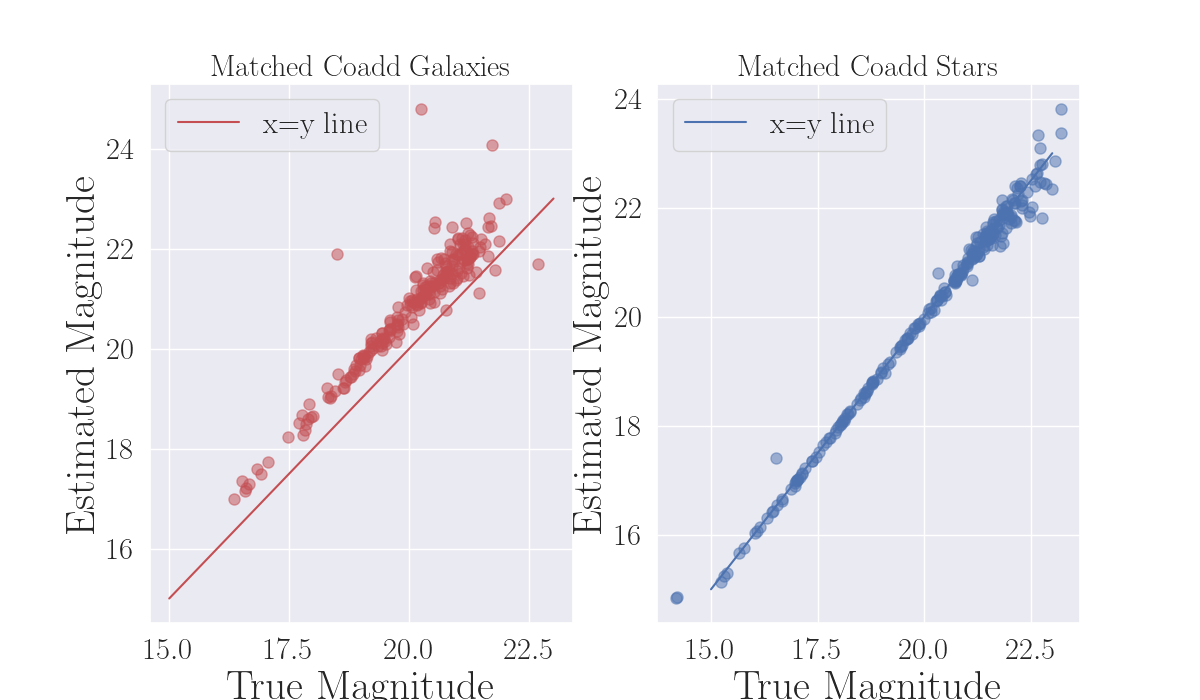 Matched Coadd Galaxies
x=y line
Estimated Magnitude
24
22
20
18
16
15.0 17.5 20.0 22.5
True Magnitude
Matched Coadd Stars
x=y line
Estimated Magnitude
24
22
20
18
16
15.0 17.5 20.0 22.5
True Magnitude